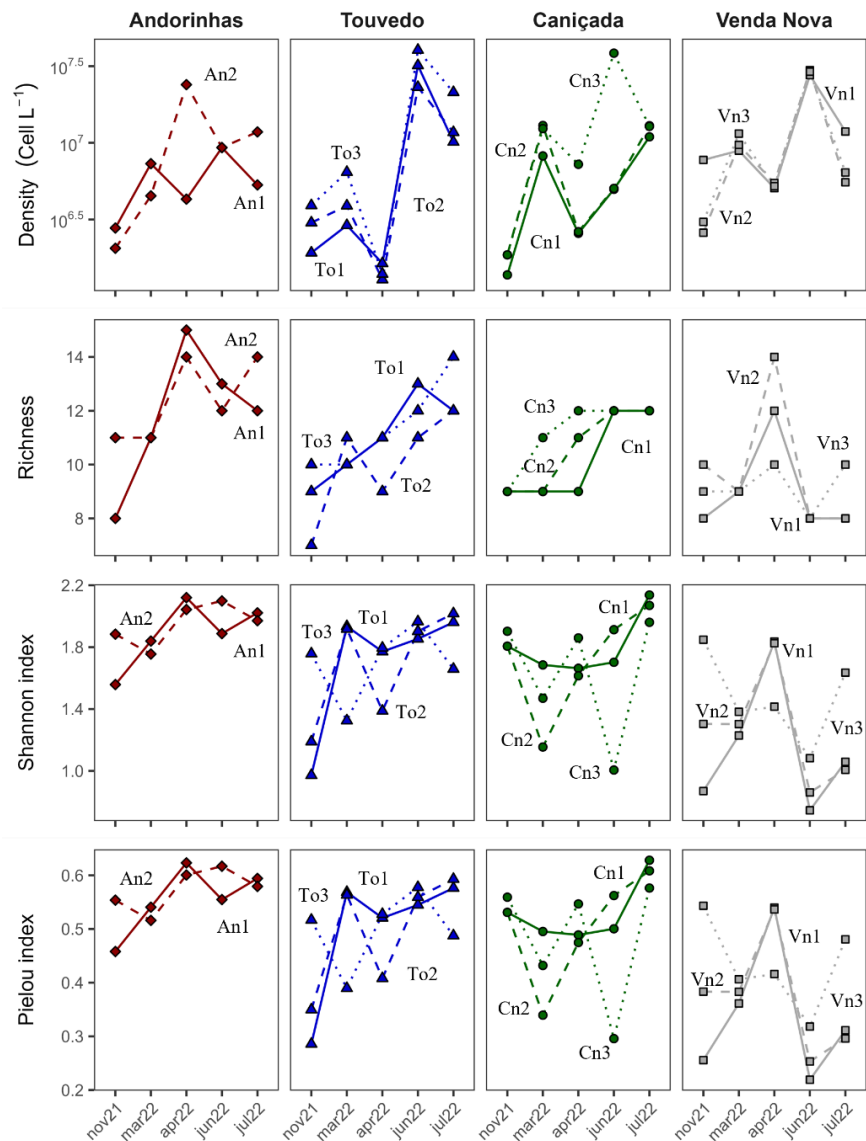 Andorinhas Touvedo Caniçada Venda Nova
Density (Cell L⁻¹)
10^7.5
10^7
10^6.5
An2
An1
To3
To2
To1
Cn3
Cn2
Cn1
Vn1
Vn3
Vn2
Richness
14
12
10
8
An2
An1
To1
To3
To2
Cn3
Cn2
Cn1
Vn2
Vn3
Vn1
Shannon index
2.2
1.8
1.4
1.0
An2
An1
To3
To1
To2
Cn1
Cn2
Cn3
Vn1
Vn2
Vn3
Pielou index
0.6
0.5
0.4
0.3
0.2
An2
An1
To3
To1
To2
Cn1
Cn2
Cn3
Vn1
Vn2
Vn3
nov21 mar22 apr22 jun22 jul22 nov21 mar22 apr22 jun22 jul22 nov21 mar22 apr22 jun22 jul22 nov21 mar22 apr22 jun22 jul22